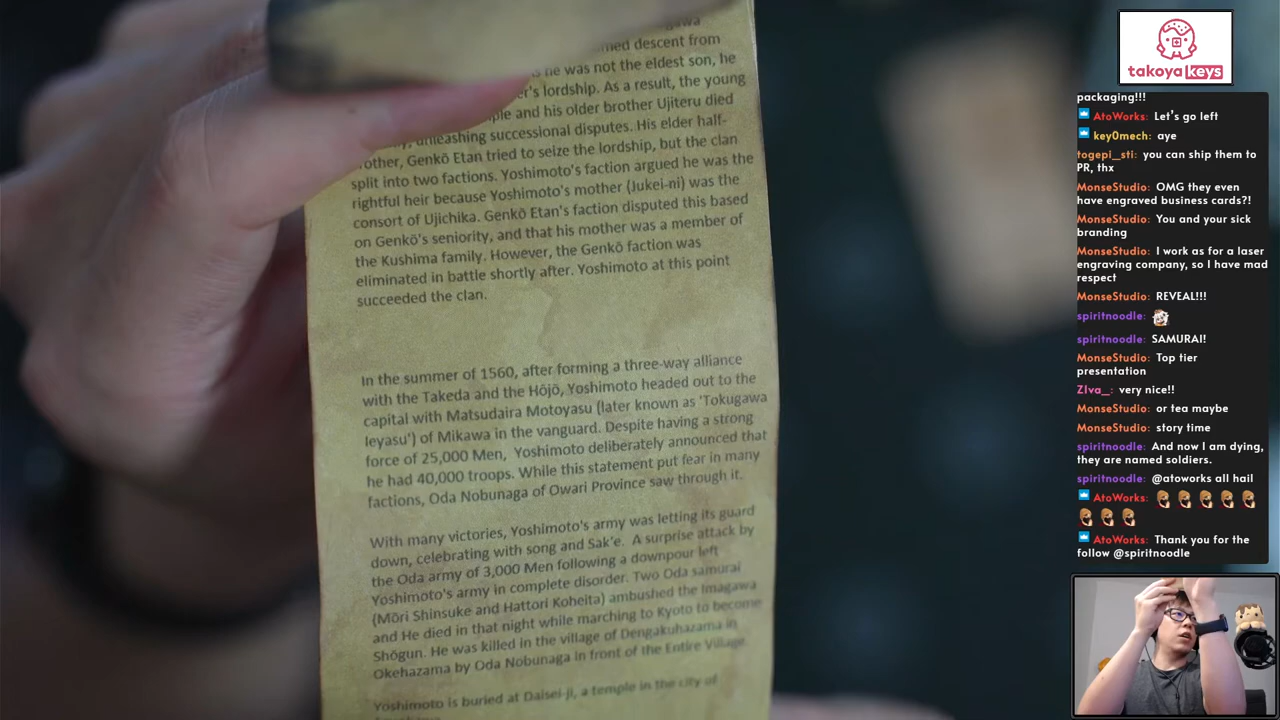 med descent from
he was not the eldest son, he
er's lordship. As a result, the young
ple and his older brother Ujiteru died
unleashing successional disputes. His elder half-
other, Genkō Etan tried to seize the lordship, but the clan
split into two factions. Yoshimoto's faction argued he was the
rightful heir because Yoshimoto's mother (Jukei-ni) was the
consort of Ujichika. Genkō Etan's faction disputed this based
on Genkō's seniority, and that his mother was a member of
the Kushima family. However, the Genkō faction was
eliminated in battle shortly after. Yoshimoto at this point
succeeded the clan.
In the summer of 1560, after forming a three-way alliance
with the Takeda and the Hōjō, Yoshimoto headed out to the
capital with Matsudaira Motoyasu (later known as 'Tokugawa
Ieyasu') of Mikawa in the vanguard. Despite having a strong
force of 25,000 Men, Yoshimoto deliberately announced that
he had 40,000 troops. While this statement put fear in many
factions, Oda Nobunaga of Owari Province saw through it.
With many victories, Yoshimoto's army was letting its guard
down, celebrating with song and Sak'e. A surprise attack by
the Oda army of 3,000 Men following a downpour left
Yoshimoto's army in complete disorder. Two Oda samurai
(Mōri Shinsuke and Hattori Koheita) ambushed the Imagawa
and He died in that night while marching to Kyoto to become
Shōgun. He was killed in the village of Dengakuhazama in
Okehazama by Oda Nobunaga in front of the Entire Village.
Yoshimoto is buried at Daisei-ji, a temple in the city of
takoya keys
packaging!!!
AtoWorks: Let's go left
key0mech: aye
togepi_sti: you can ship them to
PR, thx
MonseStudio: OMG they even
have engraved business cards?!
MonseStudio: You and your sick
branding
MonseStudio: I work as for a laser
engraving company, so I have mad
respect
MonseStudio: REVEAL!!!
spiritnoodle:
spiritnoodle: SAMURAI!
MonseStudio: Top tier
presentation
ZIva_: very nice!!
MonseStudio: or tea maybe
MonseStudio: story time
spiritnoodle: And now I am dying,
they are named soldiers.
spiritnoodle: @atoworks all hail
AtoWorks:
AtoWorks: Thank you for the
follow @spiritnoodle